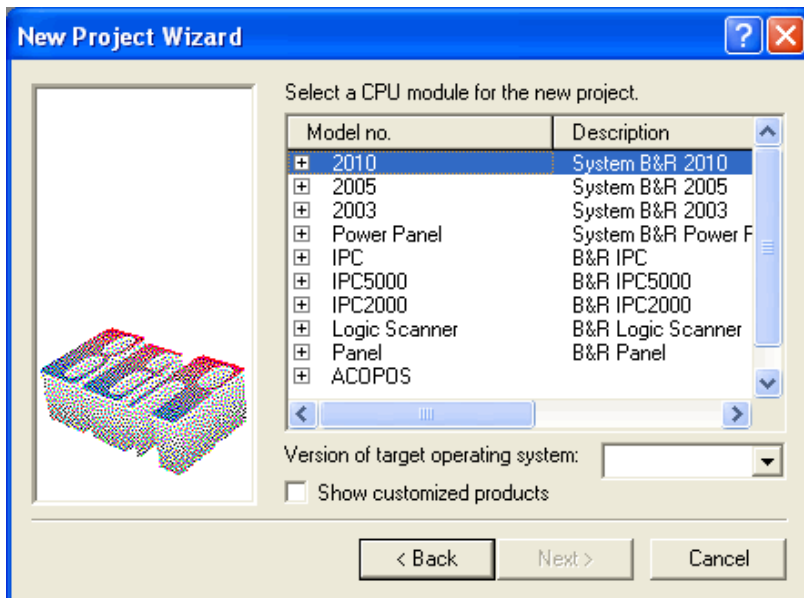 New Project Wizard
Select a CPU module for the new project.
Model no. Description
2010 System B&R 2010
2005 System B&R 2005
2003 System B&R 2003
Power Panel System B&R Power F
IPC B&R IPC
IPC5000 B&R IPC5000
IPC2000 B&R IPC2000
Logic Scanner B&R Logic Scanner
Panel B&R Panel
ACOPOS
Version of target operating system:
Show customized products
< Back Next > Cancel